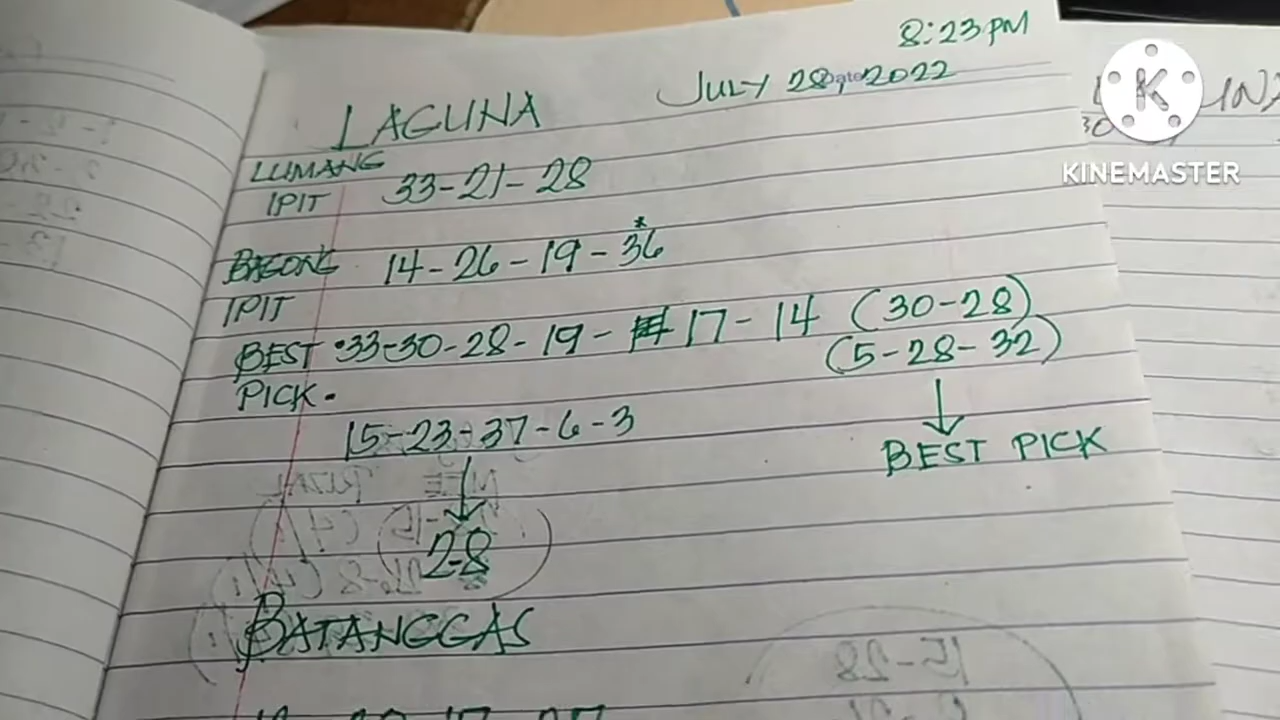 8:23 PM
JULY 28, 2022
LAGUNA
LUMANG
IPIT 33-21-28
BAGONG 14-26-19-36*
IPIT
BEST •33-30-28-19- 17-14 (30-28)
PICK. (5-28-32)
15-23-37-6-3
BEST PICK
2-8
BATANGGAS
KINEMASTER